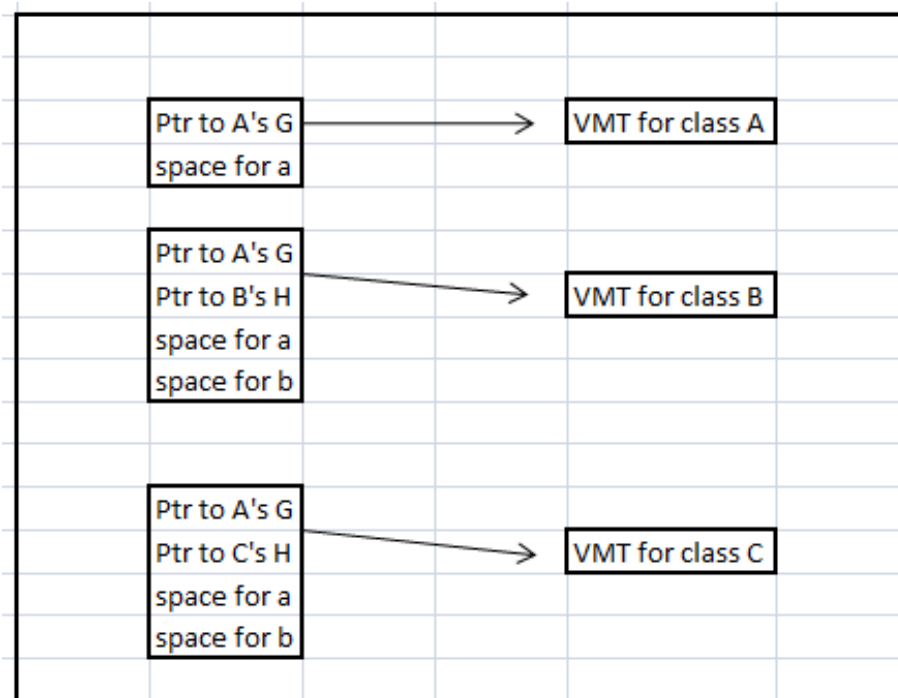 Ptr to A's G
space for a
VMT for class A
Ptr to A's G
Ptr to B's H
space for a
space for b
VMT for class B
Ptr to A's G
Ptr to C's H
space for a
space for b
VMT for class C